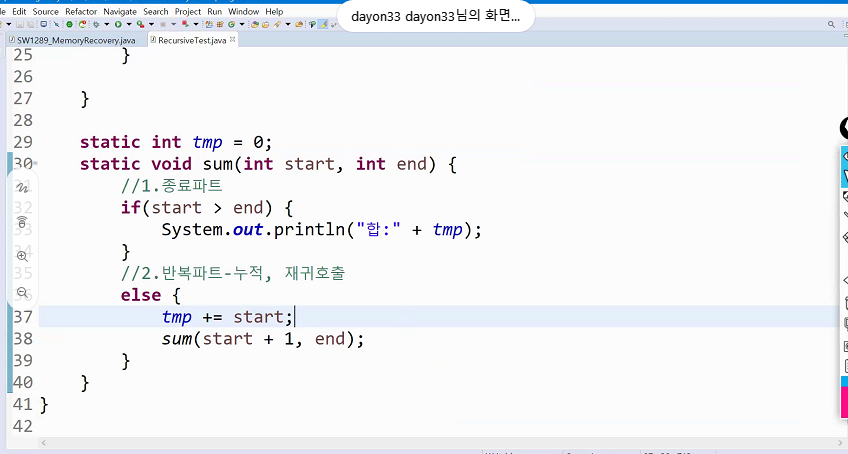 dayon33 dayon33님의 화면...
Edit Source Refactor Navigate Search Project Run Window Help
SW1289_MemoryRecovery.java RecursiveTest.java
25 }
26
27 }
28
29 static int tmp = 0;
30 static void sum(int start, int end) {
//1.종료파트
32 if(start > end) {
33 System.out.println("합:" + tmp);
34 }
35 //2.반복파트-누적, 재귀호출
36 else {
37 tmp += start;
38 sum(start + 1, end);
39 }
40 }
41 }
42